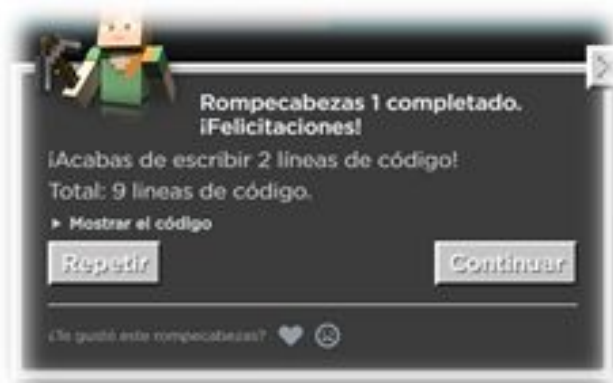 Rompecabezas 1 completado.
¡Felicitaciones!
¡Acabas de escribir 2 líneas de código!
Total: 9 líneas de código.
▸ Mostrar el código
Repetir
Continuar
¿Te gustó este rompecabezas?